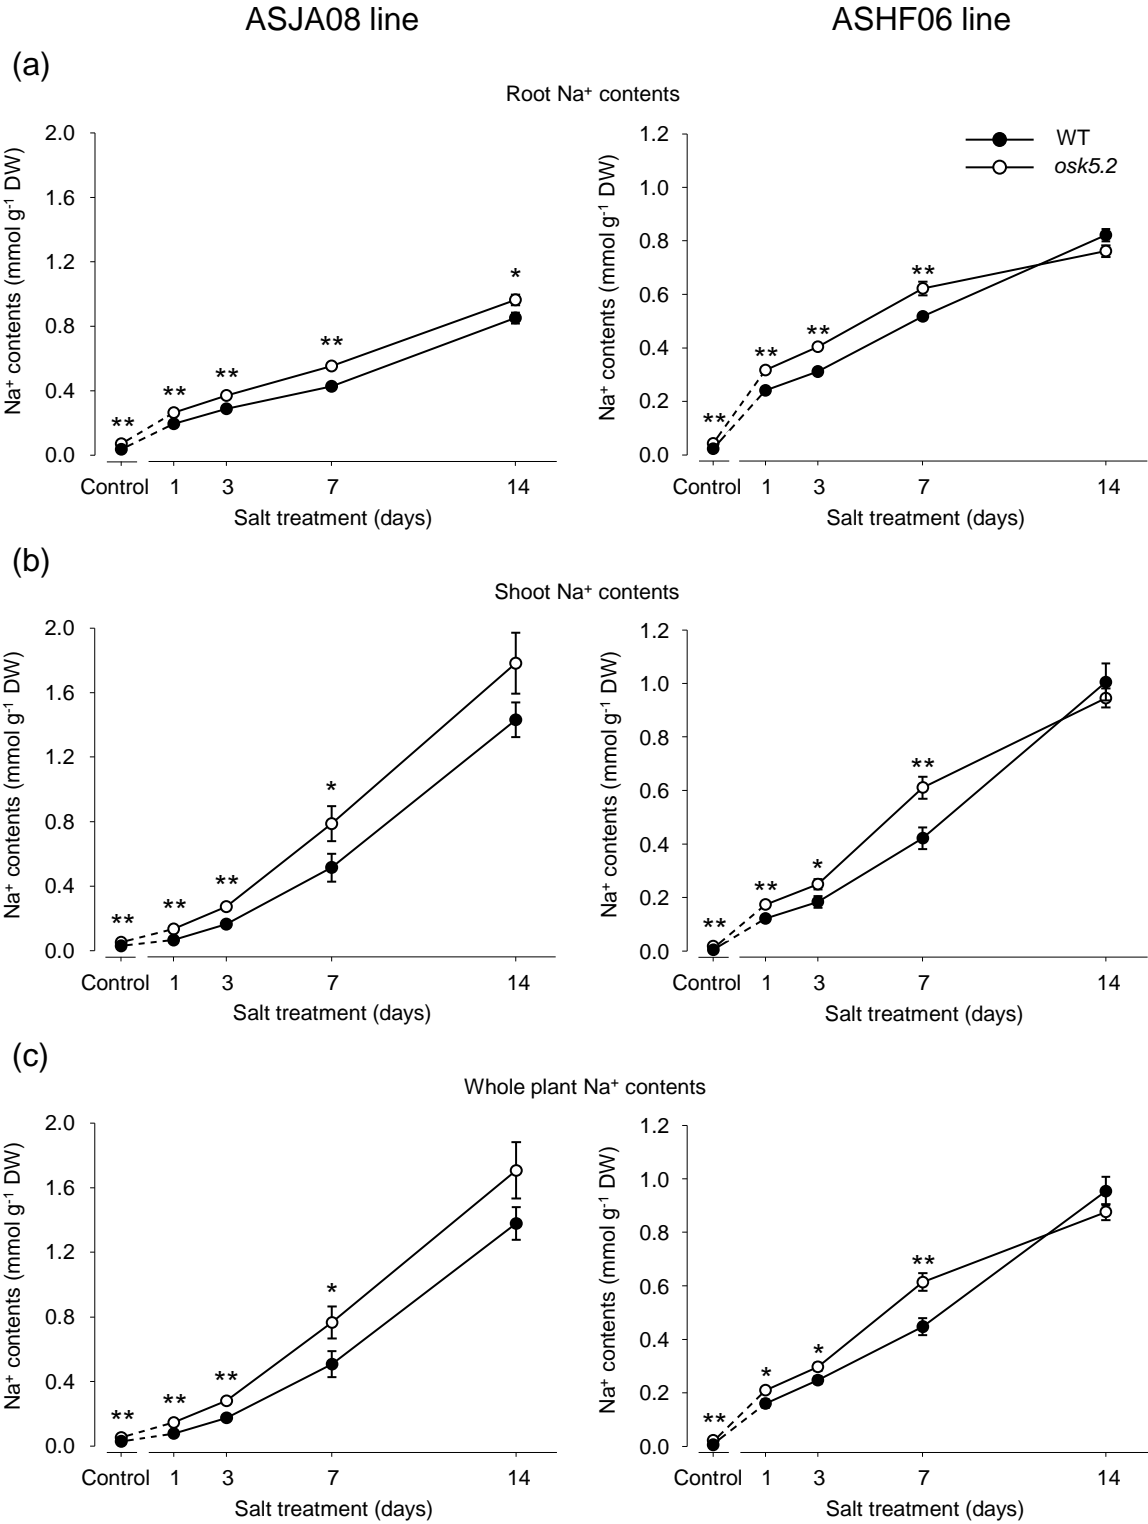 ASJA08 line
ASHF06 line
(a)
Root Na⁺ contents
Na⁺ contents (mmol g⁻¹ DW)
2.0
1.6
1.2
0.8
0.4
0.0
**
**
**
**
*
Control 1 3 7 14
Salt treatment (days)
Na⁺ contents (mmol g⁻¹ DW)
1.2
1.0
0.8
0.6
0.4
0.2
0.0
**
**
**
**
WT
osk5.2
Control 1 3 7 14
Salt treatment (days)
(b)
Shoot Na⁺ contents
Na⁺ contents (mmol g⁻¹ DW)
2.0
1.6
1.2
0.8
0.4
0.0
**
**
**
*
Control 1 3 7 14
Salt treatment (days)
Na⁺ contents (mmol g⁻¹ DW)
1.2
1.0
0.8
0.6
0.4
0.2
0.0
**
**
*
**
Control 1 3 7 14
Salt treatment (days)
(c)
Whole plant Na⁺ contents
Na⁺ contents (mmol g⁻¹ DW)
2.0
1.6
1.2
0.8
0.4
0.0
**
**
**
*
Control 1 3 7 14
Salt treatment (days)
Na⁺ contents (mmol g⁻¹ DW)
1.2
1.0
0.8
0.6
0.4
0.2
0.0
**
*
*
**
Control 1 3 7 14
Salt treatment (days)